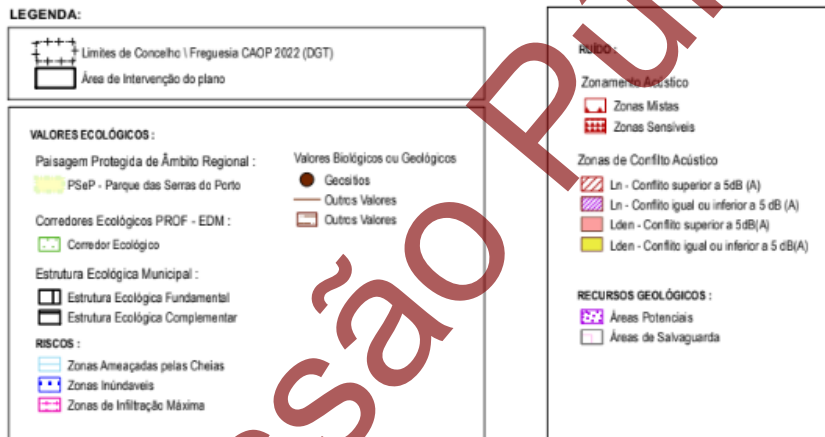 LEGENDA:
Limites de Concelho \ Freguesia CAOP 2022 (DGT)
Área de Intervenção do plano
VALORES ECOLÓGICOS :
Paisagem Protegida de Âmbito Regional :
PSeP - Parque das Serras do Porto
Corredores Ecológicos PROF - EDM :
Corredor Ecológico
Estrutura Ecológica Municipal :
Estrutura Ecológica Fundamental
Estrutura Ecológica Complementar
RISCOS :
Zonas Ameaçadas pelas Cheias
Zonas Inúndaveis
Zonas de Infiltração Máxima
Valores Biológicos ou Geológicos
Geosítios
Outros Valores
Outros Valores
RUÍDO :
Zonamento Acústico
Zonas Mistas
Zonas Sensíveis
Zonas de Conflito Acústico
Ln - Conflito superior a 5dB (A)
Ln - Conflito igual ou inferior a 5 dB (A)
Lden - Conflito superior a 5dB(A)
Lden - Conflito igual ou inferior a 5 dB(A)
RECURSOS GEOLÓGICOS :
Áreas Potenciais
Áreas de Salvaguarda
ssão Pú